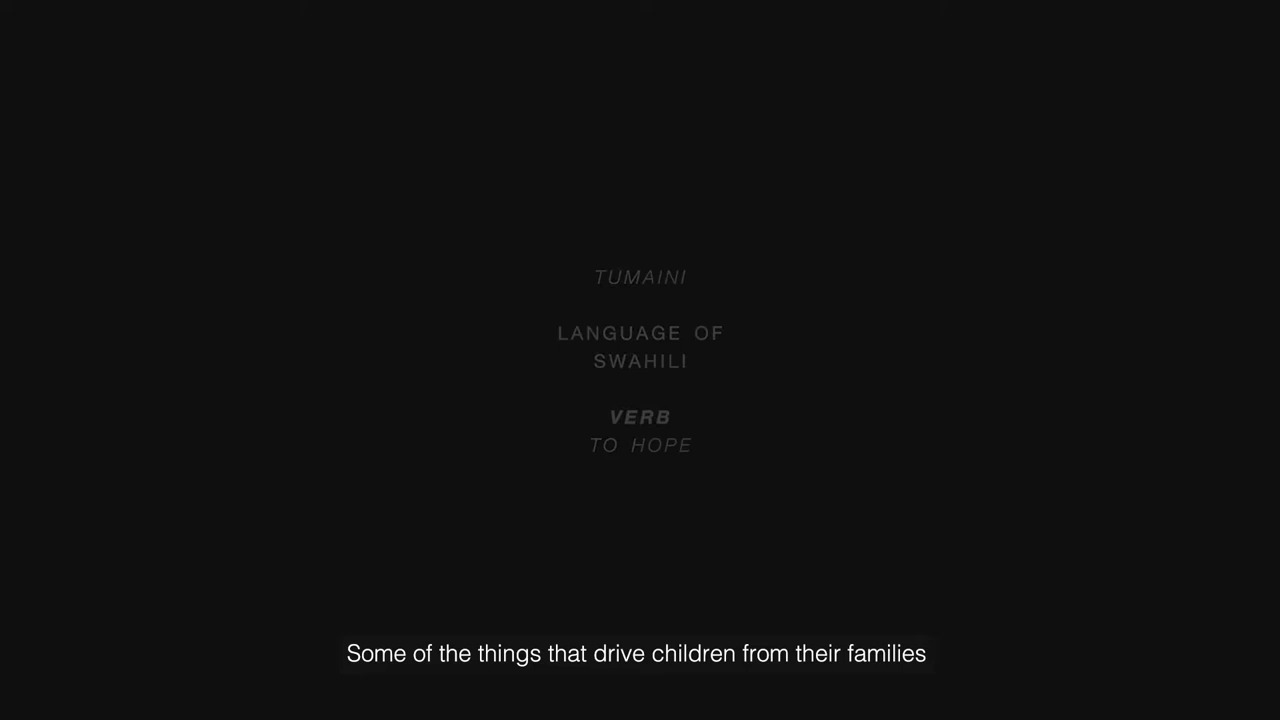 TUMAINI
LANGUAGE OF
SWAHILI
VERB
TO HOPE
Some of the things that drive children from their families